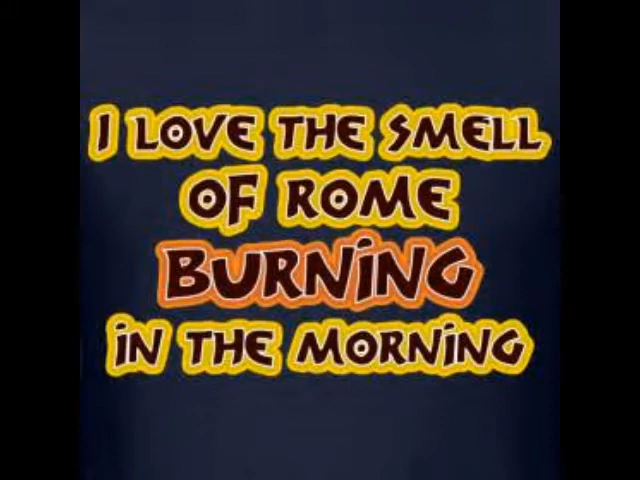 I LOVE THE SMELL
OF ROME
BURNING
IN THE MORNING